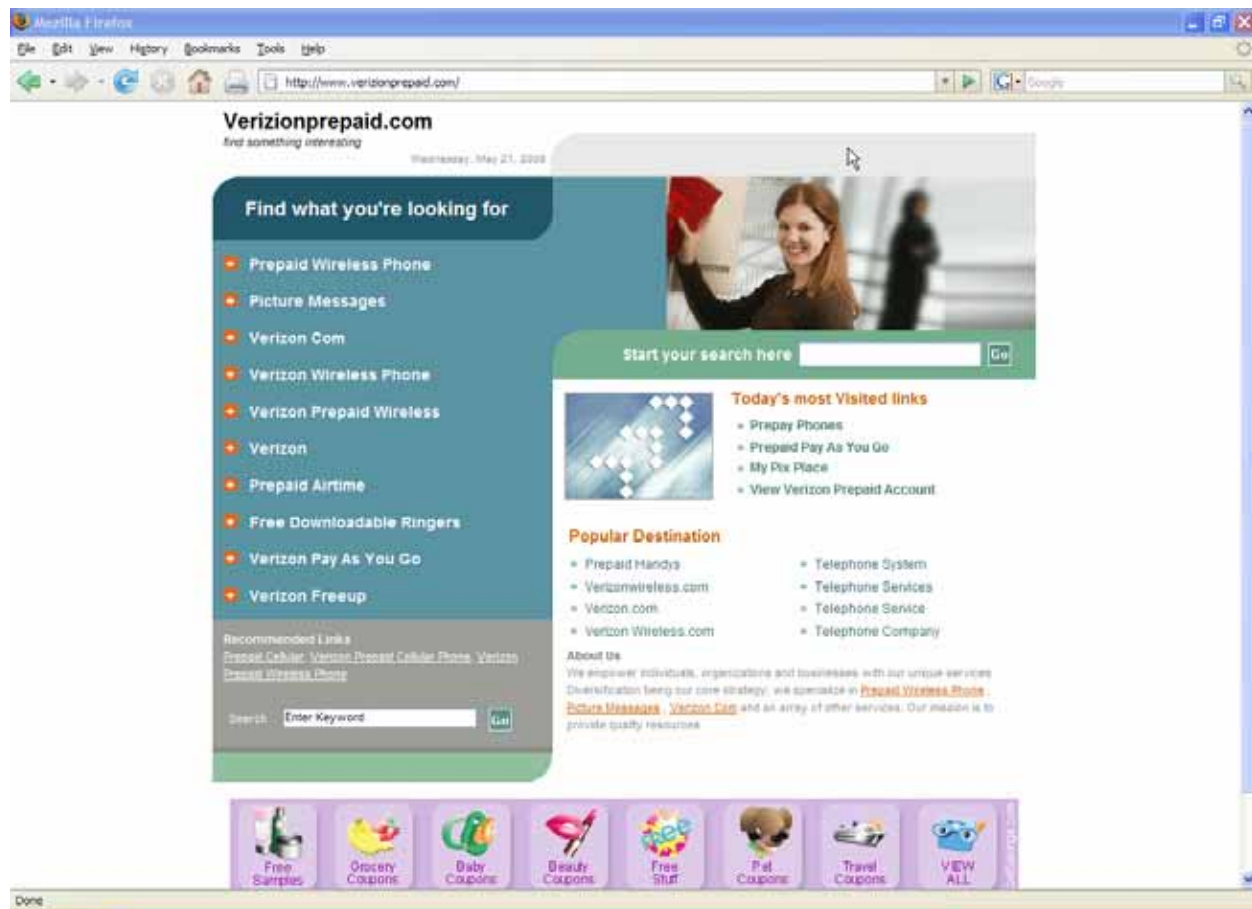 Mozilla Firefox
File Edit View History Bookmarks Tools Help
http://www.verizionprepaid.com/
Google
Verizionprepaid.com
find something interesting
Wednesday, May 21, 2008
Find what you're looking for
Prepaid Wireless Phone
Picture Messages
Verizon Com
Verizon Wireless Phone
Verizon Prepaid Wireless
Verizon
Prepaid Airtime
Free Downloadable Ringers
Verizon Pay As You Go
Verizon Freeup
Recommended Links
Prepaid Cellular, Verizon Prepaid Cellular Phone, Verizon
Prepaid Wireless Phone
Search Enter Keyword Go
Start your search here Go
Today's most Visited links
Prepay Phones
Prepaid Pay As You Go
My Pix Place
View Verizon Prepaid Account
Popular Destination
Prepaid Handys
Verizonwireless.com
Verizon.com
Verizon Wireless.com
Telephone System
Telephone Services
Telephone Service
Telephone Company
About Us
We empower individuals, organizations and businesses with our unique services
Diversification being our core strategy, we specialize in Prepaid Wireless Phone ,
Picture Messages , Verizon Com and an array of other services. Our mission is to
provide quality resources
Free Samples
Grocery Coupons
Baby Coupons
Beauty Coupons
Free
Free Stuff
Pet Coupons
Travel Coupons
VIEW ALL
Done